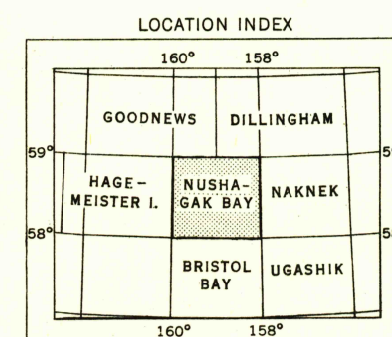 LOCATION INDEX
160° 158°
GOODNEWS DILLINGHAM
59°
HAGE- NUSHA- NAKNEK
MEISTER I. GAK BAY
58°
BRISTOL UGASHIK
BAY
160° 158°